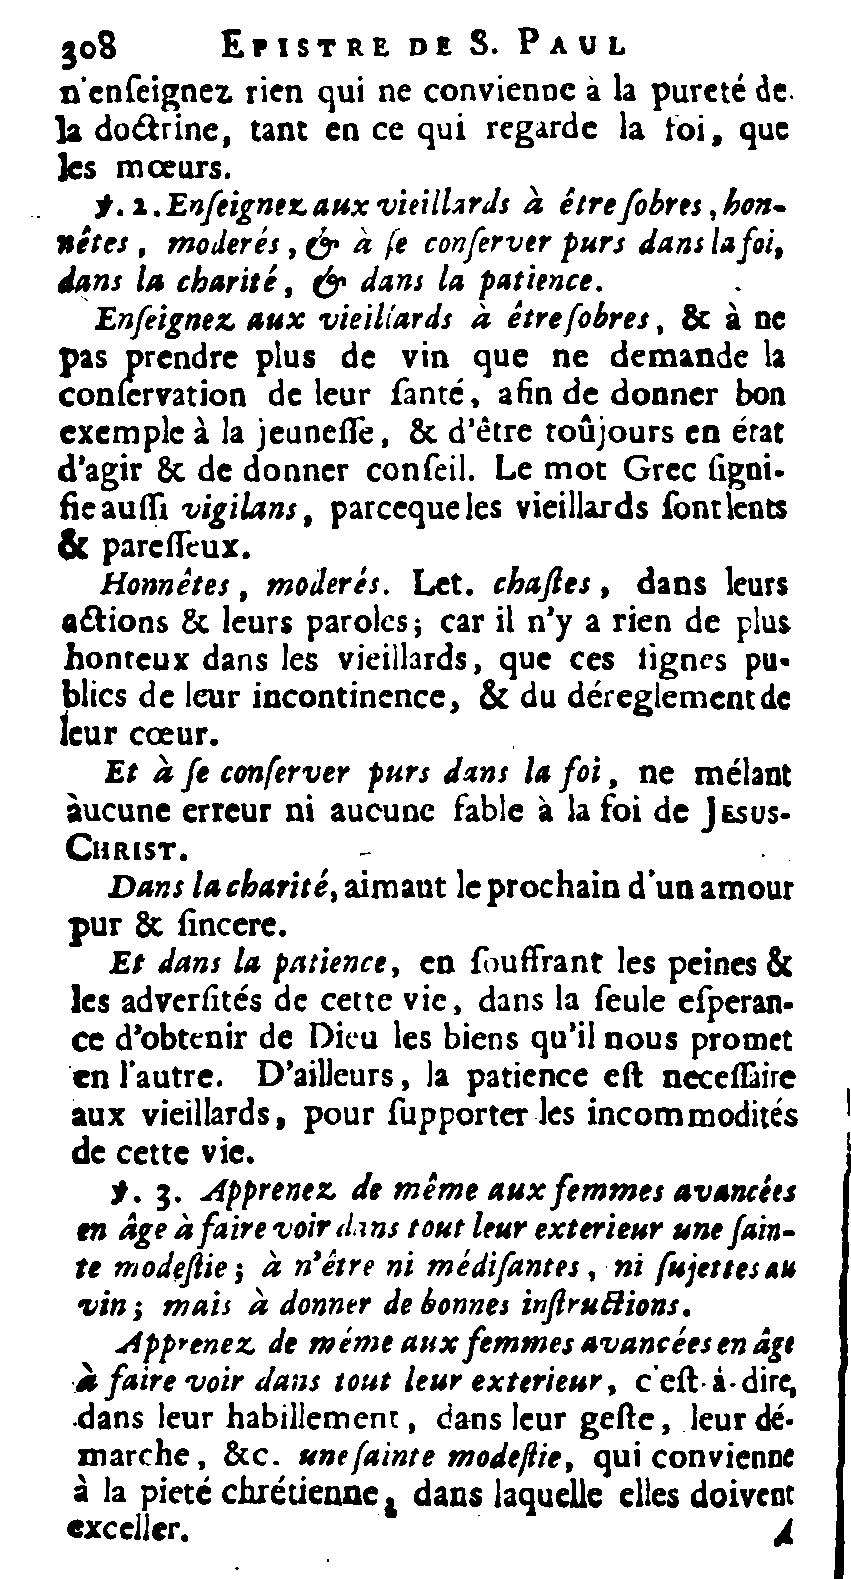 308 EPISTRE DE S. PAUL
n'enſeignez rien qui ne convienne à la pureté de
la doctrine, tant en ce qui regarde la foi, que
les mœurs.
℣. 2. Enſeignez aux vieillards à être ſobres, hon-
nêtes, moderés, & à ſe conſerver purs dans la foi,
dans la charité, & dans la patience.
Enſeignez aux vieillards à être ſobres, & à ne
pas prendre plus de vin que ne demande la
conſervation de leur ſanté, afin de donner bon
exemple à la jeuneſſe, & d'être toûjours en état
d'agir & de donner conſeil. Le mot Grec ſigni-
fie auſſi vigilans, parceque les vieillards ſont lents
& pareſſeux.
Honnêtes, moderés. Let. chaſtes, dans leurs
actions & leurs paroles; car il n'y a rien de plus
honteux dans les vieillards, que ces ſignes pu-
blics de leur incontinence, & du déreglement de
leur cœur.
Et à ſe conſerver purs dans la foi, ne mélant
aucune erreur ni aucune fable à la foi de JESUS-
CHRIST.
Dans la charité, aimant le prochain d'un amour
pur & ſincere.
Et dans la patience, en ſouffrant les peines &
les adverſités de cette vie, dans la ſeule eſperan-
ce d'obtenir de Dieu les biens qu'il nous promet
en l'autre. D'ailleurs, la patience eſt neceſſaire
aux vieillards, pour ſupporter les incommodités
de cette vie.
℣. 3. Apprenez de même aux femmes avancées
en âge à faire voir dans tout leur exterieur une ſain-
te modeſtie; à n'être ni médiſantes, ni ſujettes au
vin; mais à donner de bonnes inſtructions.
Apprenez de méme aux femmes avancées en âge
à faire voir dans tout leur exterieur, c'eſt-à-dire,
dans leur habillement, dans leur geſte, leur dé-
marche, &c. une ſainte modeſtie, qui convienne
à la pieté chrétienne, dans laquelle elles doivent
exceller.
A